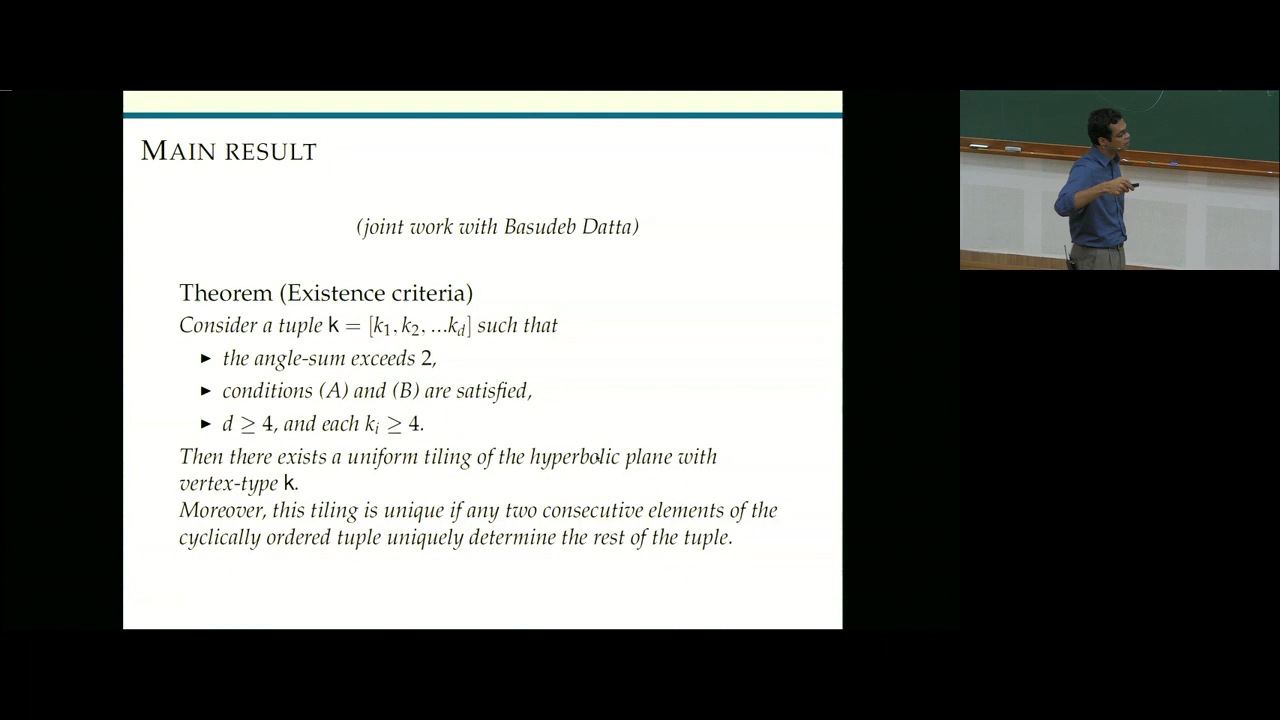 MAIN RESULT
(joint work with Basudeb Datta)
Theorem (Existence criteria)
Consider a tuple k = [k₁, k₂, ...k_d] such that
▶ the angle-sum exceeds 2,
▶ conditions (A) and (B) are satisfied,
▶ d ≥ 4, and each kᵢ ≥ 4.
Then there exists a uniform tiling of the hyperbolic plane with
vertex-type k.
Moreover, this tiling is unique if any two consecutive elements of the
cyclically ordered tuple uniquely determine the rest of the tuple.